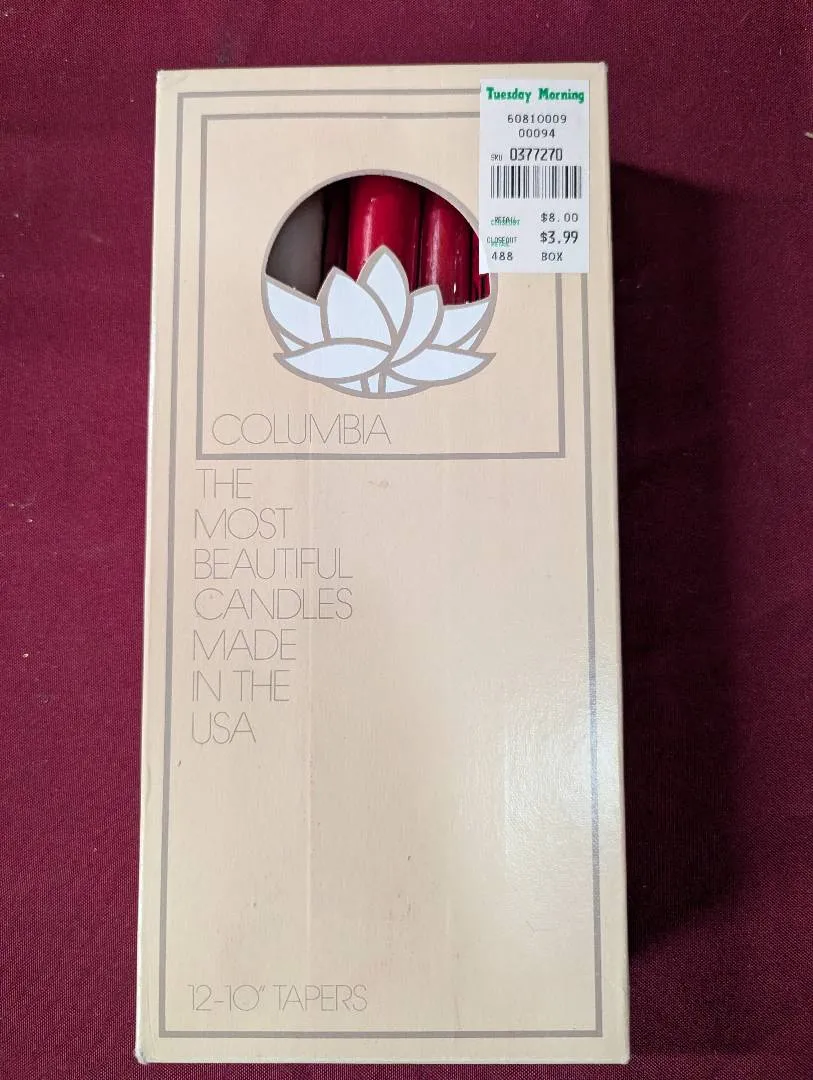 Tuesday Morning
60810009
00094
SKU 0377270
RETAIL $8.00
CLOSEOUT $3.99
488 BOX
COLUMBIA
THE
MOST
BEAUTIFUL
CANDLES
MADE
IN THE
USA
12-10" TAPERS